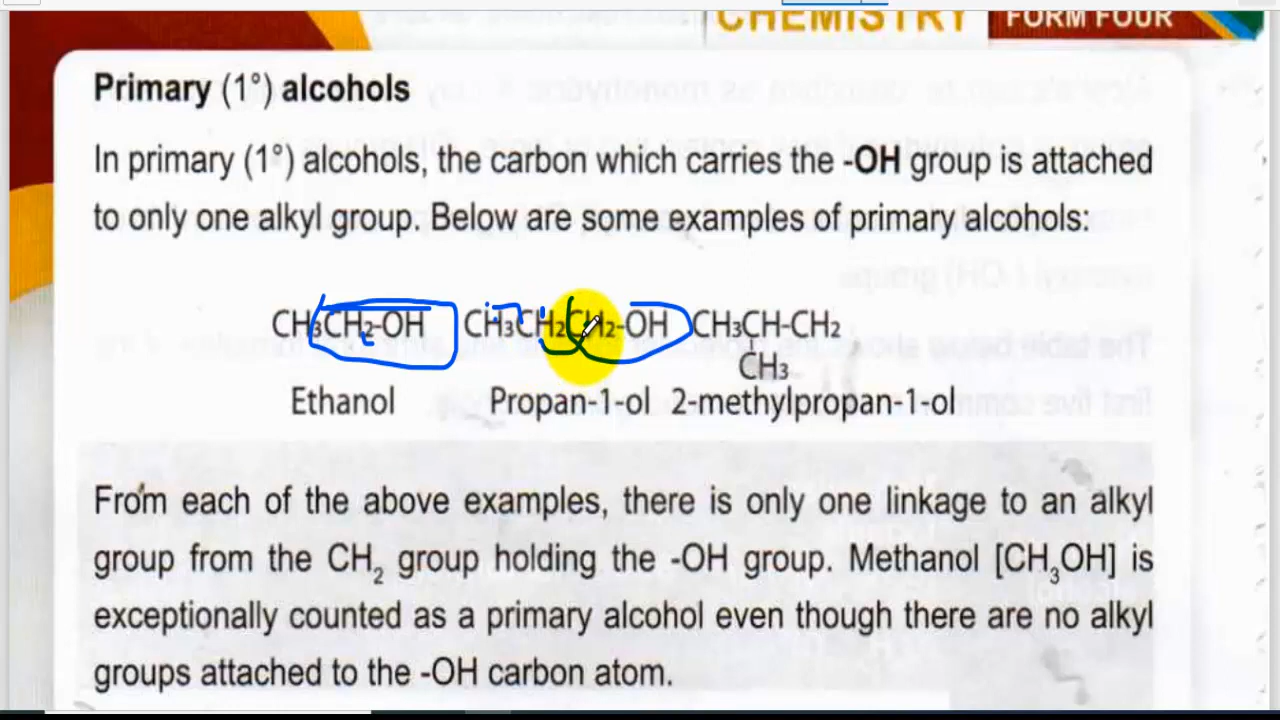 CHEMISTRY FORM FOUR
Primary (1°) alcohols
In primary (1°) alcohols, the carbon which carries the -OH group is attached
to only one alkyl group. Below are some examples of primary alcohols:
CH₃CH₂-OH CH₃CH₂CH₂-OH CH₃CH-CH₂
CH₃
Ethanol Propan-1-ol 2-methylpropan-1-ol
From each of the above examples, there is only one linkage to an alkyl
group from the CH₂ group holding the -OH group. Methanol [CH₃OH] is
exceptionally counted as a primary alcohol even though there are no alkyl
groups attached to the -OH carbon atom.